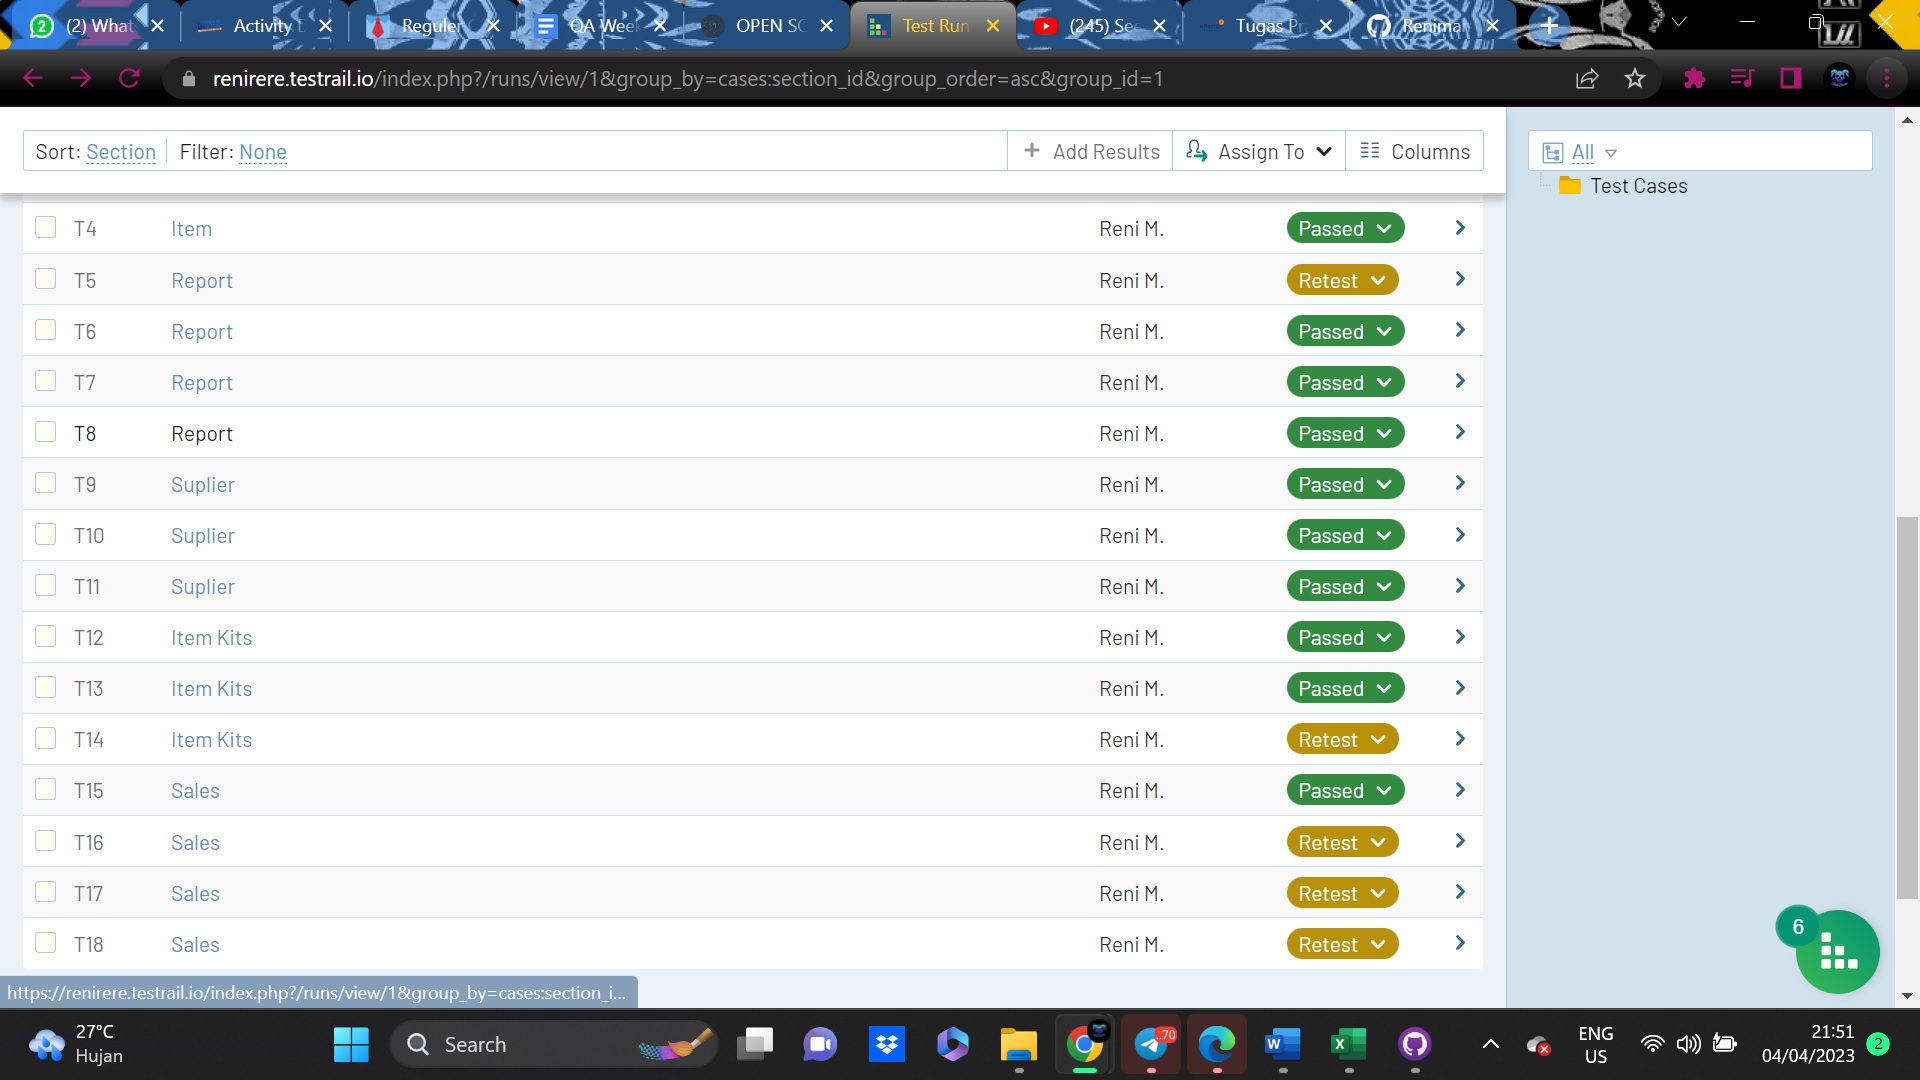 (2) What
Activity
Reguler
QA Wee
OPEN SO
Test Run
(245) Se
Tugas P
Reniman
renirere.testrail.io/index.php?/runs/view/1&group_by=cases:section_id&group_order=asc&group_id=1
Sort: Section Filter: None
+ Add Results
Assign To
Columns
All
Test Cases
T4 Item Reni M. Passed
T5 Report Reni M. Retest
T6 Report Reni M. Passed
T7 Report Reni M. Passed
T8 Report Reni M. Passed
T9 Suplier Reni M. Passed
T10 Suplier Reni M. Passed
T11 Suplier Reni M. Passed
T12 Item Kits Reni M. Passed
T13 Item Kits Reni M. Passed
T14 Item Kits Reni M. Retest
T15 Sales Reni M. Passed
T16 Sales Reni M. Retest
T17 Sales Reni M. Retest
T18 Sales Reni M. Retest
6
https://renirere.testrail.io/index.php?/runs/view/1&group_by=cases:section_i...
27°C
Hujan
Search
..70
ENG
US
21:51
04/04/2023
2